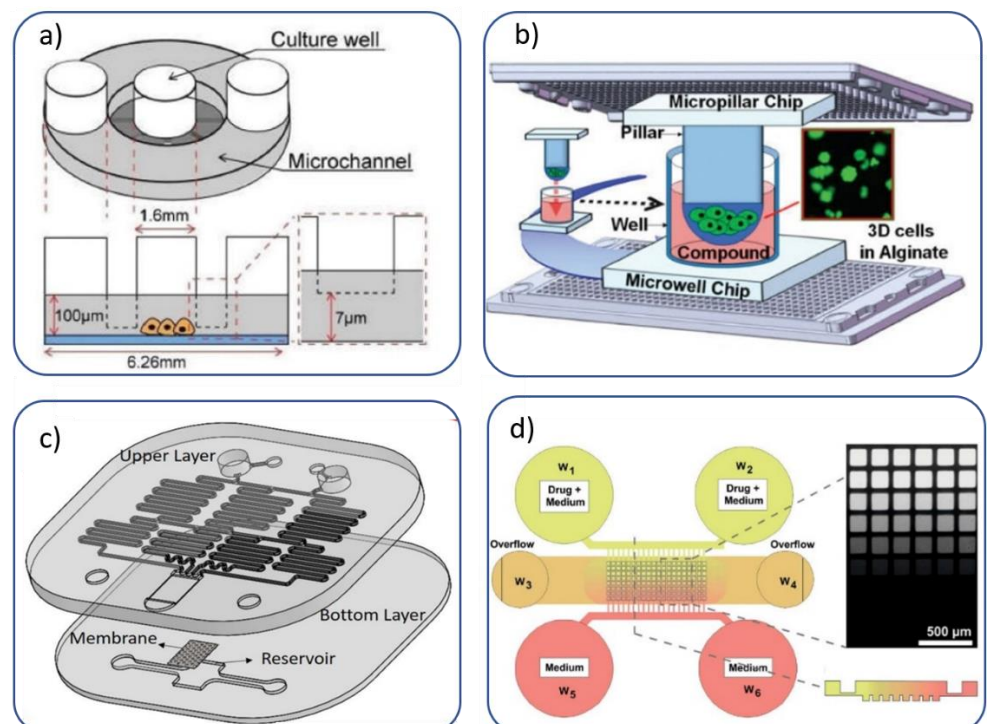 a)
Culture well
Microchannel
1.6mm
100μm
7μm
6.26mm
b)
Micropillar Chip
Pillar
Well
Compound
3D cells
in Alginate
Microwell Chip
c)
Upper Layer
Bottom Layer
Membrane
Reservoir
d)
W1
W2
Drug +
Medium
Drug +
Medium
Overflow
Overflow
W3
W4
500 μm
Medium
Medium
W5
W6